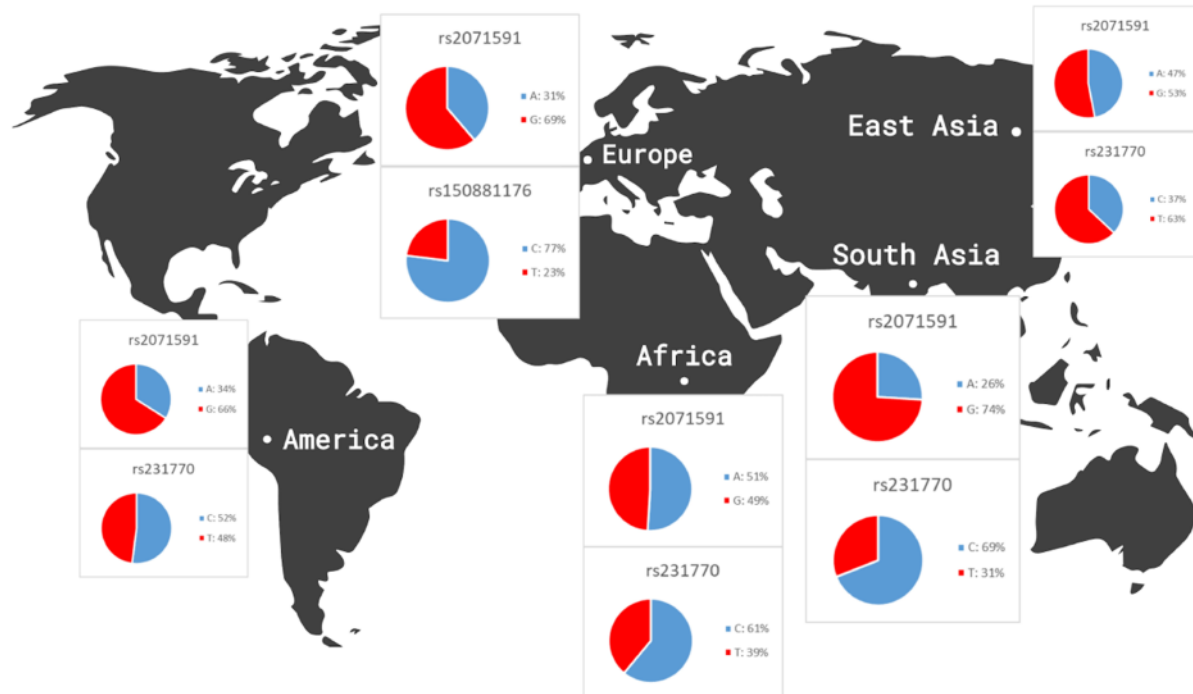 rs2071591
A: 31%
G: 69%
rs150881176
C: 77%
T: 23%
Europe
rs2071591
A: 47%
G: 53%
rs231770
C: 37%
T: 63%
East Asia
South Asia
rs2071591
A: 26%
G: 74%
rs231770
C: 69%
T: 31%
Africa
rs2071591
A: 51%
G: 49%
rs231770
C: 61%
T: 39%
rs2071591
A: 34%
G: 66%
rs231770
C: 52%
T: 48%
America